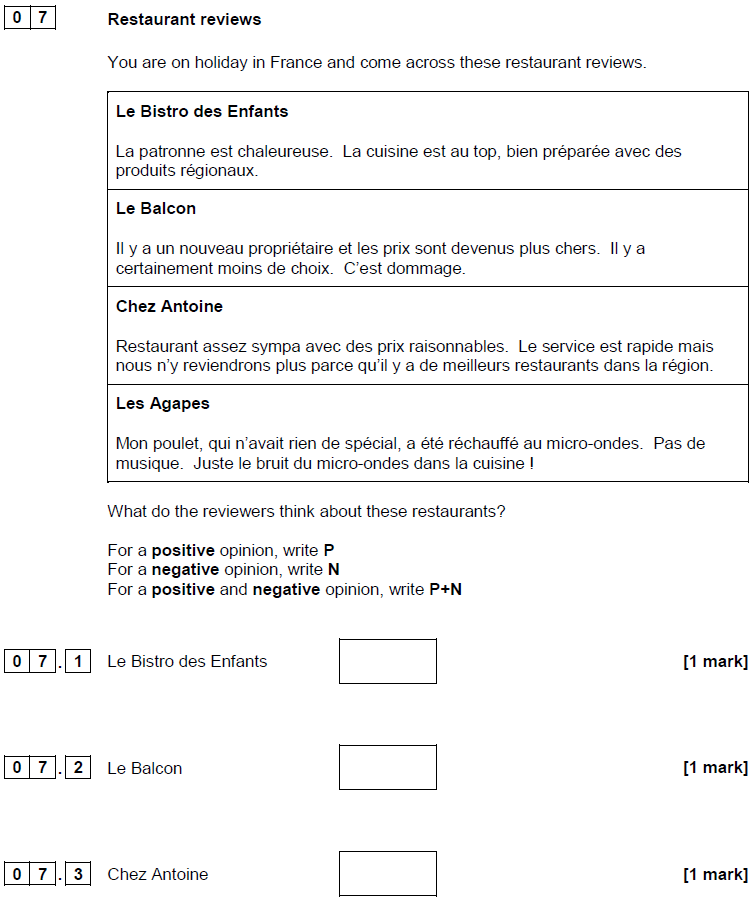 0 7 Restaurant reviews
You are on holiday in France and come across these restaurant reviews.
Le Bistro des Enfants
La patronne est chaleureuse. La cuisine est au top, bien préparée avec des
produits régionaux.
Le Balcon
Il y a un nouveau propriétaire et les prix sont devenus plus chers. Il y a
certainement moins de choix. C'est dommage.
Chez Antoine
Restaurant assez sympa avec des prix raisonnables. Le service est rapide mais
nous n'y reviendrons plus parce qu'il y a de meilleurs restaurants dans la région.
Les Agapes
Mon poulet, qui n'avait rien de spécial, a été réchauffé au micro-ondes. Pas de
musique. Juste le bruit du micro-ondes dans la cuisine !
What do the reviewers think about these restaurants?
For a positive opinion, write P
For a negative opinion, write N
For a positive and negative opinion, write P+N
0 7 . 1 Le Bistro des Enfants [1 mark]
0 7 . 2 Le Balcon [1 mark]
0 7 . 3 Chez Antoine [1 mark]